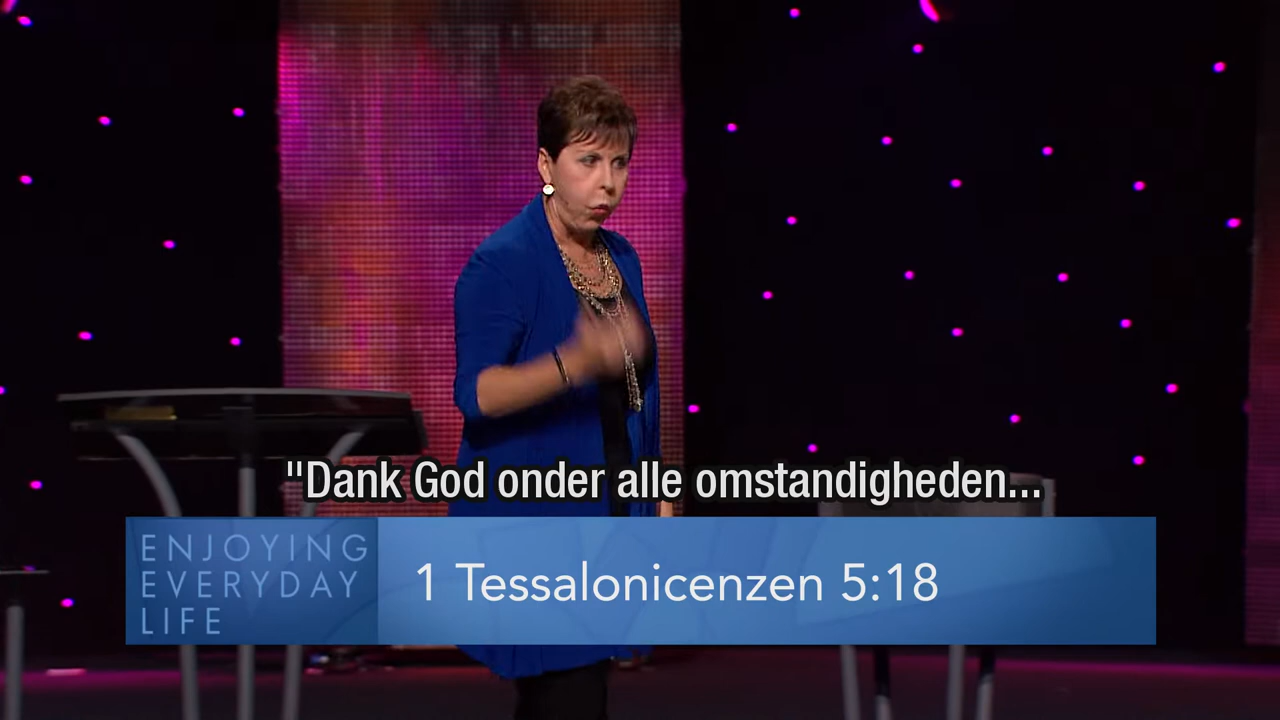 "Dank God onder alle omstandigheden...
ENJOYING
EVERYDAY
LIFE
1 Tessalonicenzen 5:18